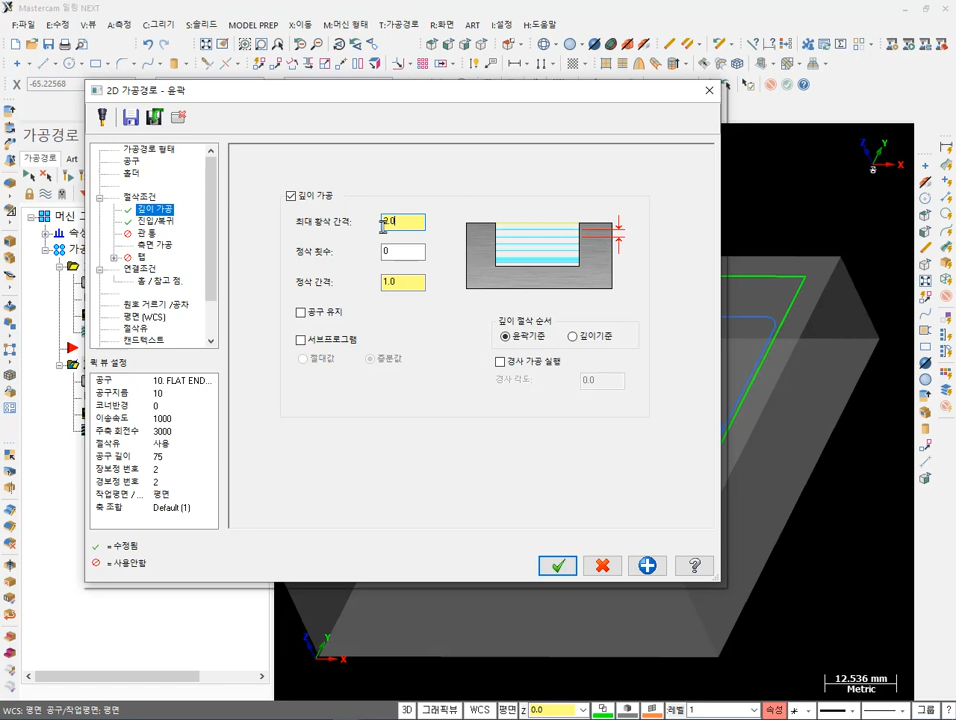 Mastercam 밀링 NEXT
F:파일 E:수정 V:뷰 A:측정 C:그리기 S:솔리드 MODEL PREP X:이동 M:머신 형태 T:가공경로 R:화면 ART I:설정 H:도움말
X -65.22568
가공경로
가공경로 Art
머신 그
속성
가공
2D 가공경로 - 윤곽
가공경로 형태
공구
홀더
절삭조건
깊이 가공
진입/복귀
관 통
측면 가공
탭
연결조건
홈 / 참고 점.
원호 거르기 / 공차
평면 (WCS)
절삭유
캔드텍스트
퀵 뷰 설정
공구 10. FLAT END...
공구지름 10
코너반경 0
이송속도 1000
주축 회전수 3000
절삭유 사용
공구 길이 75
장보정 번호 2
경보정 번호 2
작업평면 /... 평면
축 조합 Default (1)
= 수정됨
= 사용안함
깊이 가공
최대 황삭 간격: 2.0
정삭 횟수: 0
정삭 간격: 1.0
공구 유지
서브프로그램
절대값 증분값
깊이 절삭 순서
윤곽기준 깊이기준
경사 가공 실행
경사 각도: 0.0
Z Y X
공
Z Y X
12.536 mm
Metric
WCS: 평면 공구/작업평면: 평면
3D 그래픽뷰 WCS 평면 Z 0.0 레벨 1 속성 그룹 ?